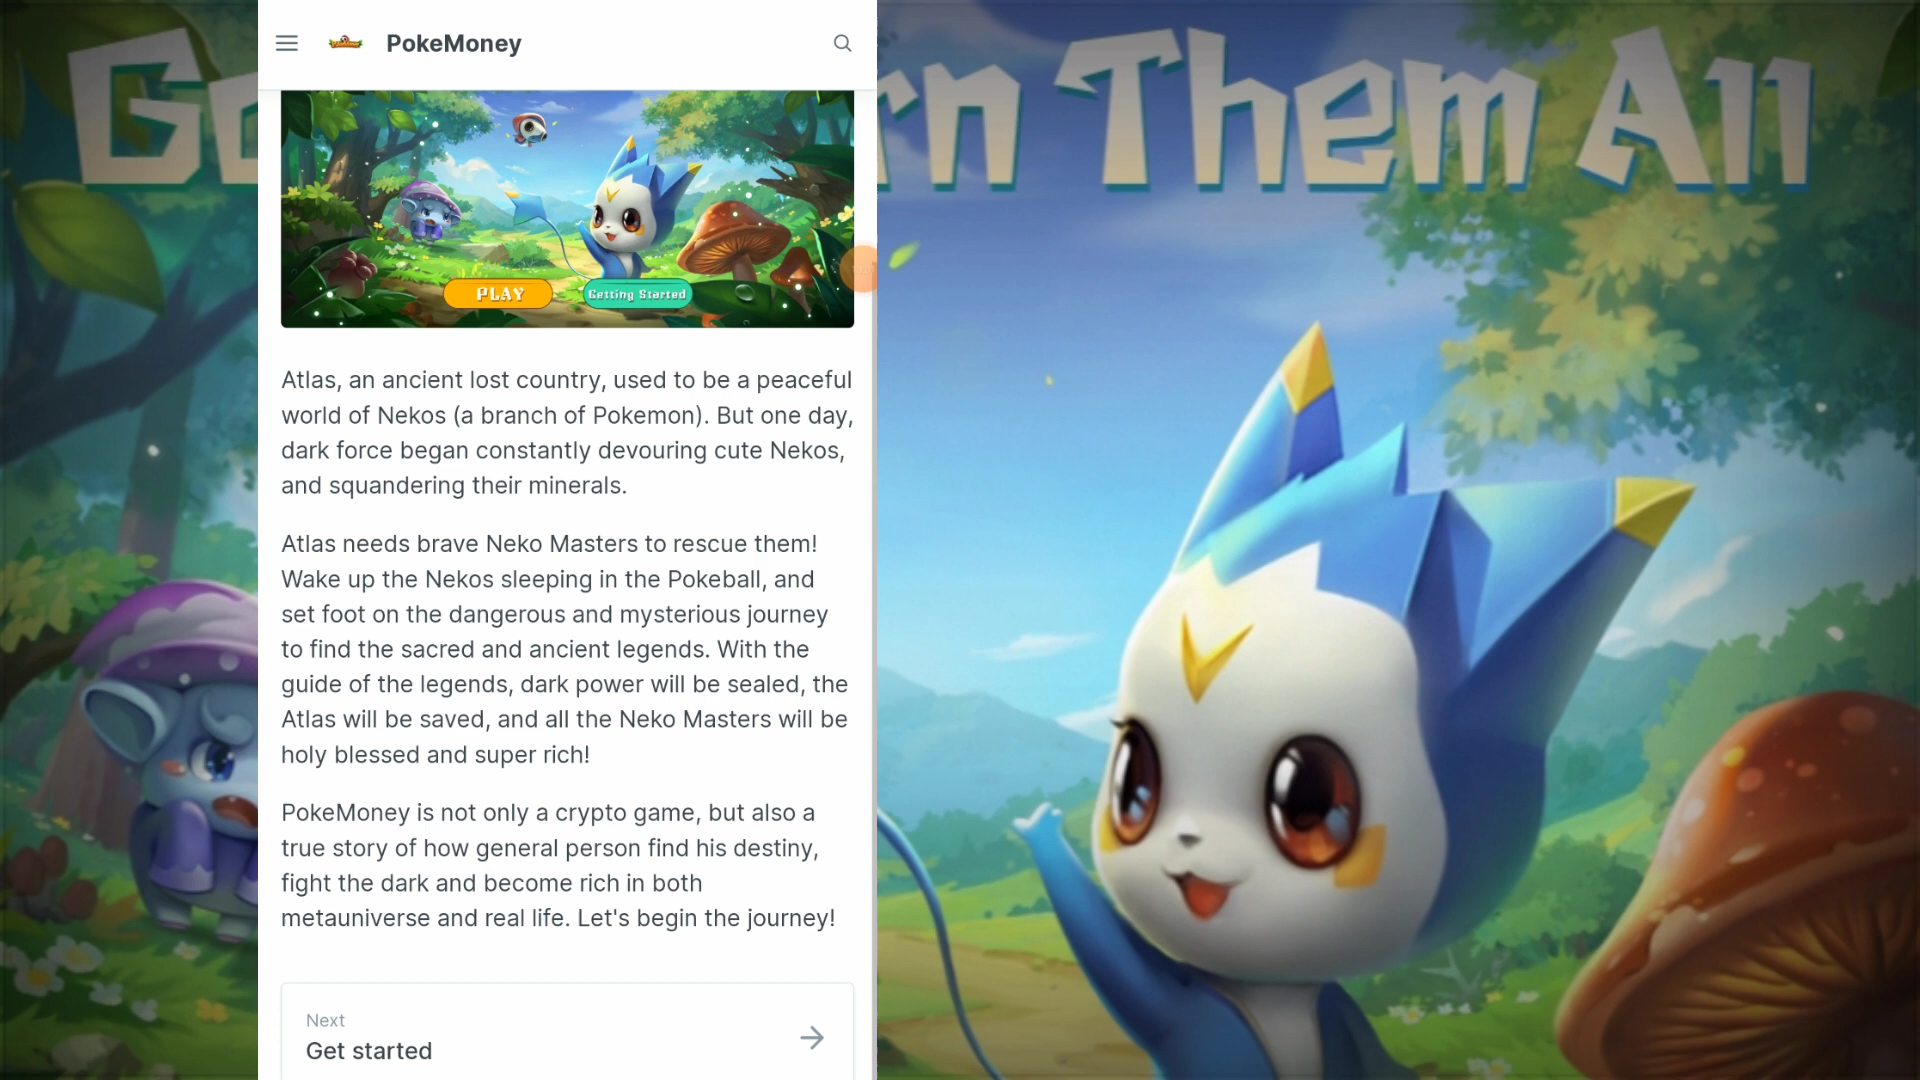 PokeMoney
rn Them All
PLAY
Getting Started
Atlas, an ancient lost country, used to be a peaceful
world of Nekos (a branch of Pokemon). But one day,
dark force began constantly devouring cute Nekos,
and squandering their minerals.
Atlas needs brave Neko Masters to rescue them!
Wake up the Nekos sleeping in the Pokeball, and
set foot on the dangerous and mysterious journey
to find the sacred and ancient legends. With the
guide of the legends, dark power will be sealed, the
Atlas will be saved, and all the Neko Masters will be
holy blessed and super rich!
PokeMoney is not only a crypto game, but also a
true story of how general person find his destiny,
fight the dark and become rich in both
metauniverse and real life. Let's begin the journey!
Next
Get started